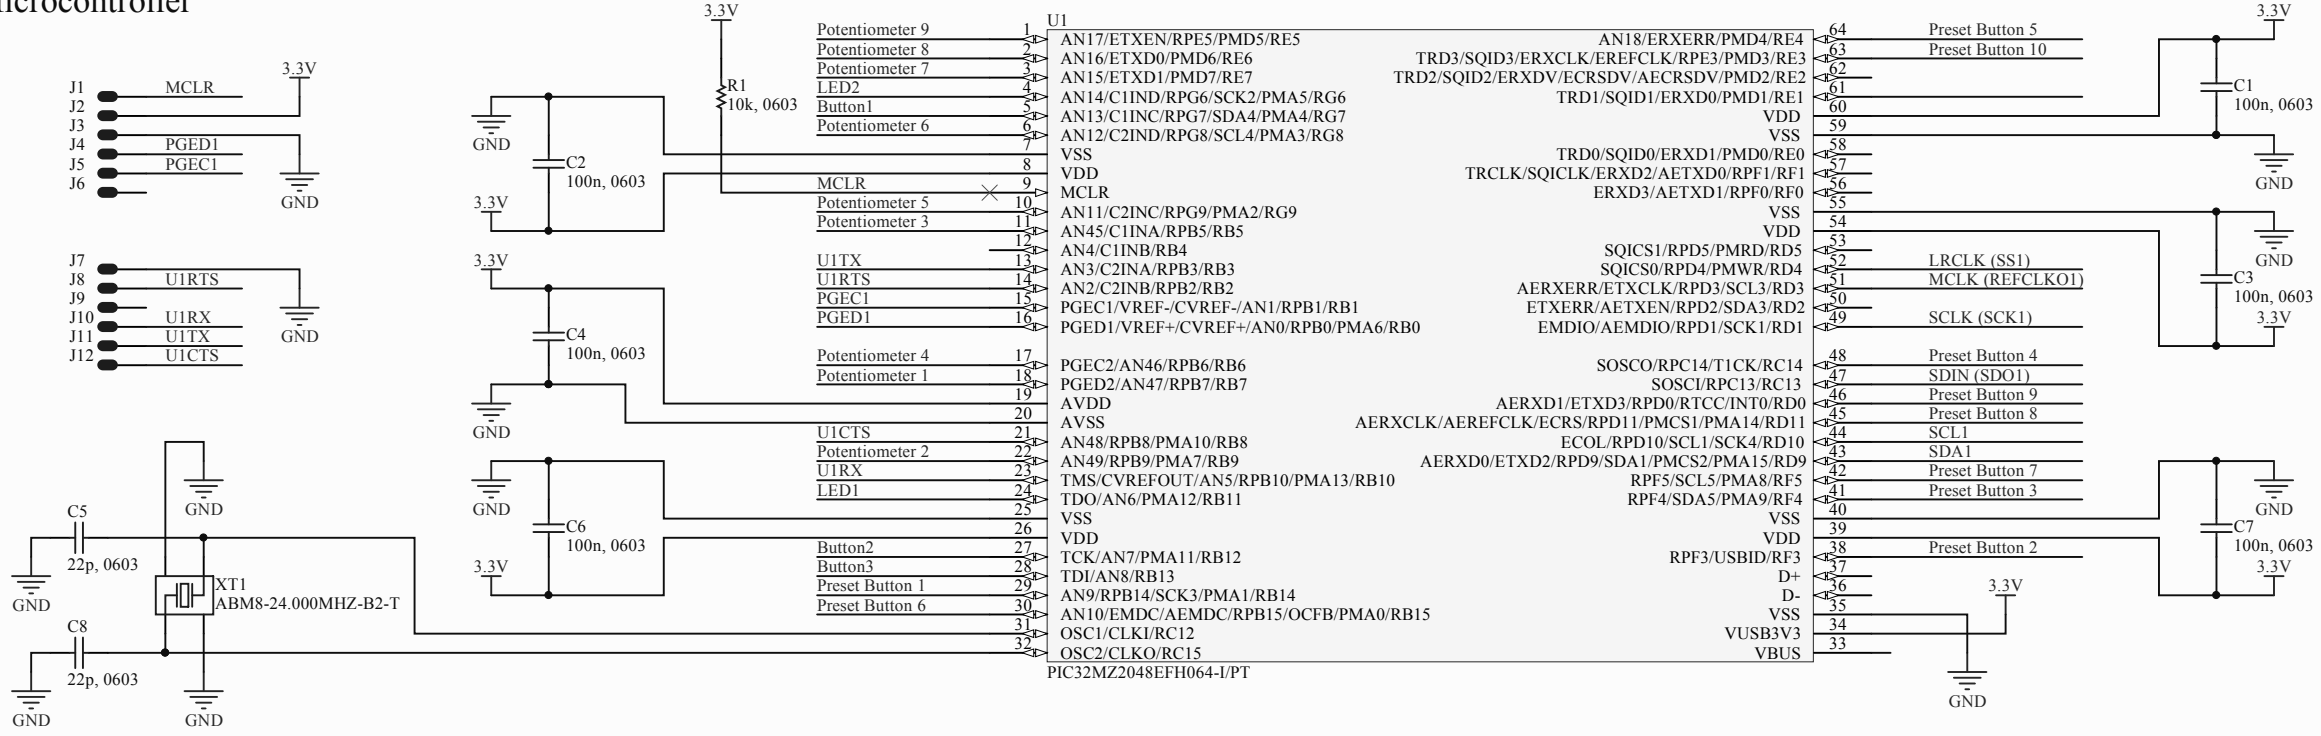 microcontroller
J1 MCLR
J2
J3
J4 PGED1
J5 PGEC1
J6
3.3V
GND
J7
J8 U1RTS
J9
J10 U1RX
J11 U1TX
J12 U1CTS
GND
GND
C5
22p, 0603
GND
XT1
ABM8-24.000MHZ-B2-T
C8
22p, 0603
GND
GND
GND
C2
100n, 0603
3.3V
3.3V
C4
100n, 0603
GND
GND
C6
100n, 0603
3.3V
3.3V
R1
10k, 0603
U1
Potentiometer 9 1 AN17/ETXEN/RPE5/PMD5/RE5
Potentiometer 8 2 AN16/ETXD0/PMD6/RE6
Potentiometer 7 3 AN15/ETXD1/PMD7/RE7
LED2 4 AN14/C1IND/RPG6/SCK2/PMA5/RG6
Button1 5 AN13/C1INC/RPG7/SDA4/PMA4/RG7
Potentiometer 6 6 AN12/C2IND/RPG8/SCL4/PMA3/RG8
7 VSS
8 VDD
MCLR 9 MCLR
Potentiometer 5 10 AN11/C2INC/RPG9/PMA2/RG9
Potentiometer 3 11 AN45/C1INA/RPB5/RB5
12 AN4/C1INB/RB4
U1TX 13 AN3/C2INA/RPB3/RB3
U1RTS 14 AN2/C2INB/RPB2/RB2
PGEC1 15 PGEC1/VREF-/CVREF-/AN1/RPB1/RB1
PGED1 16 PGED1/VREF+/CVREF+/AN0/RPB0/PMA6/RB0
Potentiometer 4 17 PGEC2/AN46/RPB6/RB6
Potentiometer 1 18 PGED2/AN47/RPB7/RB7
19 AVDD
20 AVSS
U1CTS 21 AN48/RPB8/PMA10/RB8
Potentiometer 2 22 AN49/RPB9/PMA7/RB9
U1RX 23 TMS/CVREFOUT/AN5/RPB10/PMA13/RB10
LED1 24 TDO/AN6/PMA12/RB11
25 VSS
26 VDD
Button2 27 TCK/AN7/PMA11/RB12
Button3 28 TDI/AN8/RB13
Preset Button 1 29 AN9/RPB14/SCK3/PMA1/RB14
Preset Button 6 30 AN10/EMDC/AEMDC/RPB15/OCFB/PMA0/RB15
31 OSC1/CLKI/RC12
32 OSC2/CLKO/RC15
PIC32MZ2048EFH064-I/PT
AN18/ERXERR/PMD4/RE4 64 Preset Button 5
TRD3/SQID3/ERXCLK/EREFCLK/RPE3/PMD3/RE3 63 Preset Button 10
TRD2/SQID2/ERXDV/ECRSDV/AECRSDV/PMD2/RE2 62
TRD1/SQID1/ERXD0/PMD1/RE1 61
VDD 60
VSS 59
TRD0/SQID0/ERXD1/PMD0/RE0 58
TRCLK/SQICLK/ERXD2/AETXD0/RPF1/RF1 57
ERXD3/AETXD1/RPF0/RF0 56
VSS 55
VDD 54
SQICS1/RPD5/PMRD/RD5 53
SQICS0/RPD4/PMWR/RD4 52 LRCLK (SS1)
AERXERR/ETXCLK/RPD3/SCL3/RD3 51 MCLK (REFCLKO1)
ETXERR/AETXEN/RPD2/SDA3/RD2 50
EMDIO/AEMDIO/RPD1/SCK1/RD1 49 SCLK (SCK1)
SOSCO/RPC14/T1CK/RC14 48 Preset Button 4
SOSCI/RPC13/RC13 47 SDIN (SDO1)
AERXD1/ETXD3/RPD0/RTCC/INT0/RD0 46 Preset Button 9
AERXCLK/AEREFCLK/ECRS/RPD11/PMCS1/PMA14/RD11 45 Preset Button 8
ECOL/RPD10/SCL1/SCK4/RD10 44 SCL1
AERXD0/ETXD2/RPD9/SDA1/PMCS2/PMA15/RD9 43 SDA1
RPF5/SCL5/PMA8/RF5 42 Preset Button 7
RPF4/SDA5/PMA9/RF4 41 Preset Button 3
VSS 40
VDD 39
RPF3/USBID/RF3 38 Preset Button 2
D+ 37
D- 36
VSS 35
VUSB3V3 34
VBUS 33
3.3V
GND
3.3V
C1
100n, 0603
GND
GND
C3
100n, 0603
3.3V
GND
C7
100n, 0603
3.3V